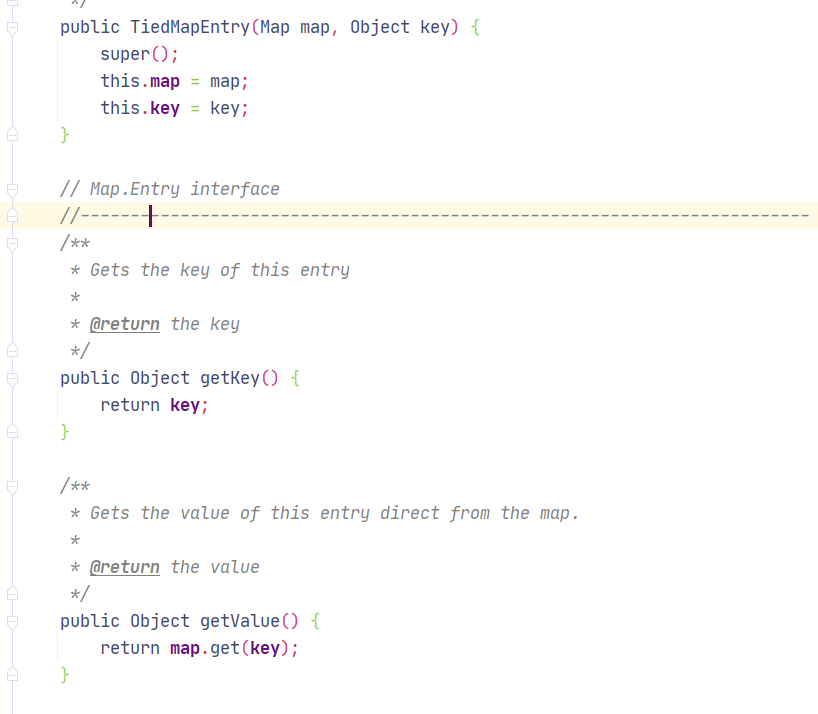 */
public TiedMapEntry(Map map, Object key) {
    super();
    this.map = map;
    this.key = key;
}
// Map.Entry interface
//-------------------------------------------------------------------------
/**
 * Gets the key of this entry
 *
 * @return the key
 */
public Object getKey() {
    return key;
}
/**
 * Gets the value of this entry direct from the map.
 *
 * @return the value
 */
public Object getValue() {
    return map.get(key);
}